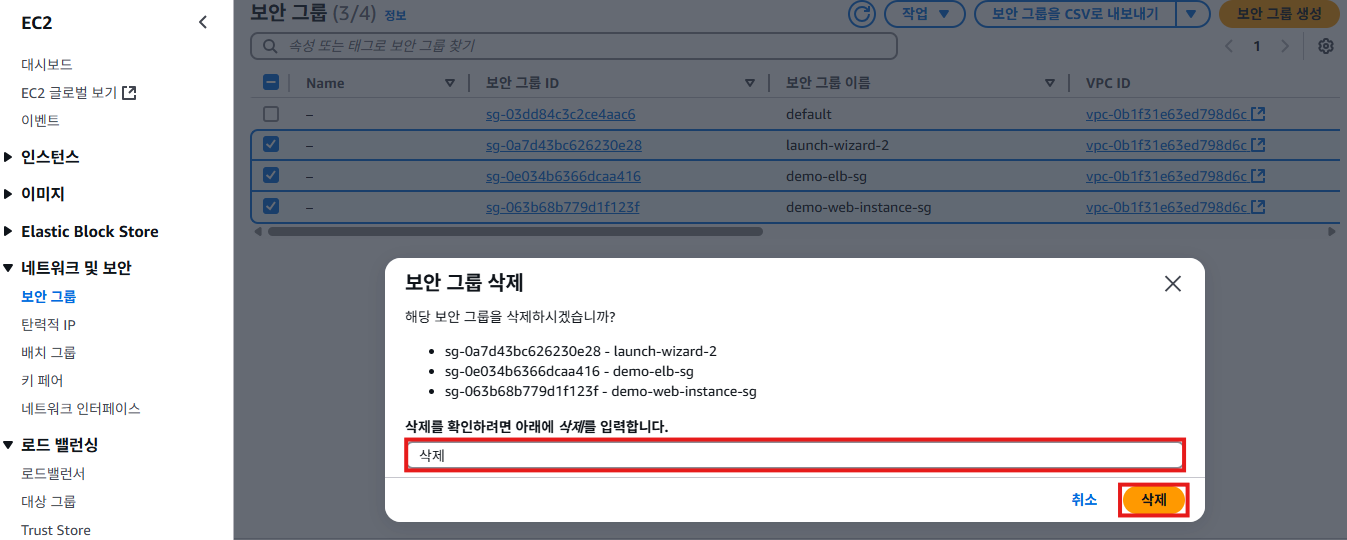 EC2
대시보드
EC2 글로벌 보기
이벤트
인스턴스
이미지
Elastic Block Store
네트워크 및 보안
보안 그룹
탄력적 IP
배치 그룹
키 페어
네트워크 인터페이스
로드 밸런싱
로드밸런서
대상 그룹
Trust Store
보안 그룹 (3/4) 정보
작업
보안 그룹을 CSV로 내보내기
보안 그룹 생성
속성 또는 태그로 보안 그룹 찾기
1
Name 보안 그룹 ID 보안 그룹 이름 VPC ID
– sg-03dd84c3c2ce4aac6 default vpc-0b1f31e63ed798d6c
– sg-0a7d43bc626230e28 launch-wizard-2 vpc-0b1f31e63ed798d6c
– sg-0e034b6366dcaa416 demo-elb-sg vpc-0b1f31e63ed798d6c
– sg-063b68b779d1f123f demo-web-instance-sg vpc-0b1f31e63ed798d6c
보안 그룹 삭제
해당 보안 그룹을 삭제하시겠습니까?
• sg-0a7d43bc626230e28 - launch-wizard-2
• sg-0e034b6366dcaa416 - demo-elb-sg
• sg-063b68b779d1f123f - demo-web-instance-sg
삭제를 확인하려면 아래에 삭제를 입력합니다.
삭제
취소
삭제